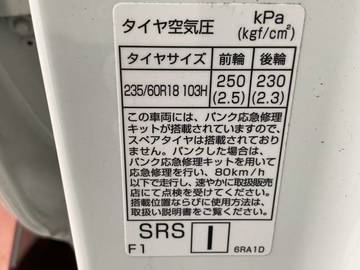 タイヤ空気圧 kPa
(kgf/cm²)
タイヤサイズ 前輪 後輪
235/60R18 103H 250 230
(2.5) (2.3)
この車両には、パンク応急修理
キットが搭載されていますので、
スペアタイヤは搭載されており
ません。パンクした場合は、
パンク応急修理キットを用いて
応急修理を行い、80km/h
以下で走行し、速やかに取扱販売
店にて点検を受けてください。
搭載位置ならびに使用方法は、
取扱い説明書をご覧ください。
SRS I
F1 6RA1D